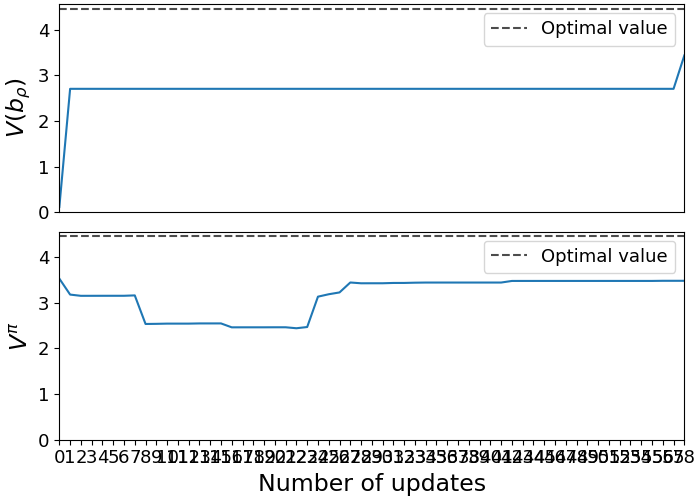 4
3
2
1
0
V(b_ρ)
Optimal value
4
3
2
1
0
V^π
Optimal value
0 1 2 3 4 5 6 7 8 9
Number of updates